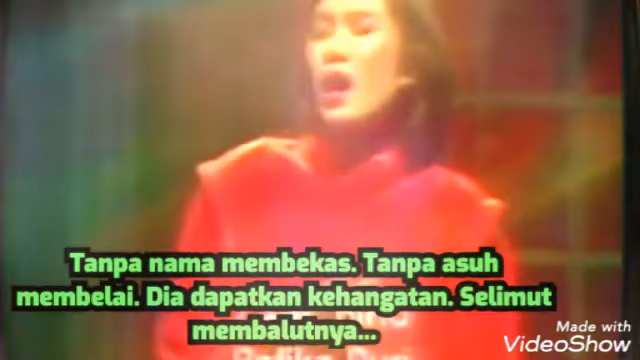 Tanpa nama membekas. Tanpa asuh
membelai. Dia dapatkan kehangatan. Selimut
membalutnya...
Made with
VideoShow